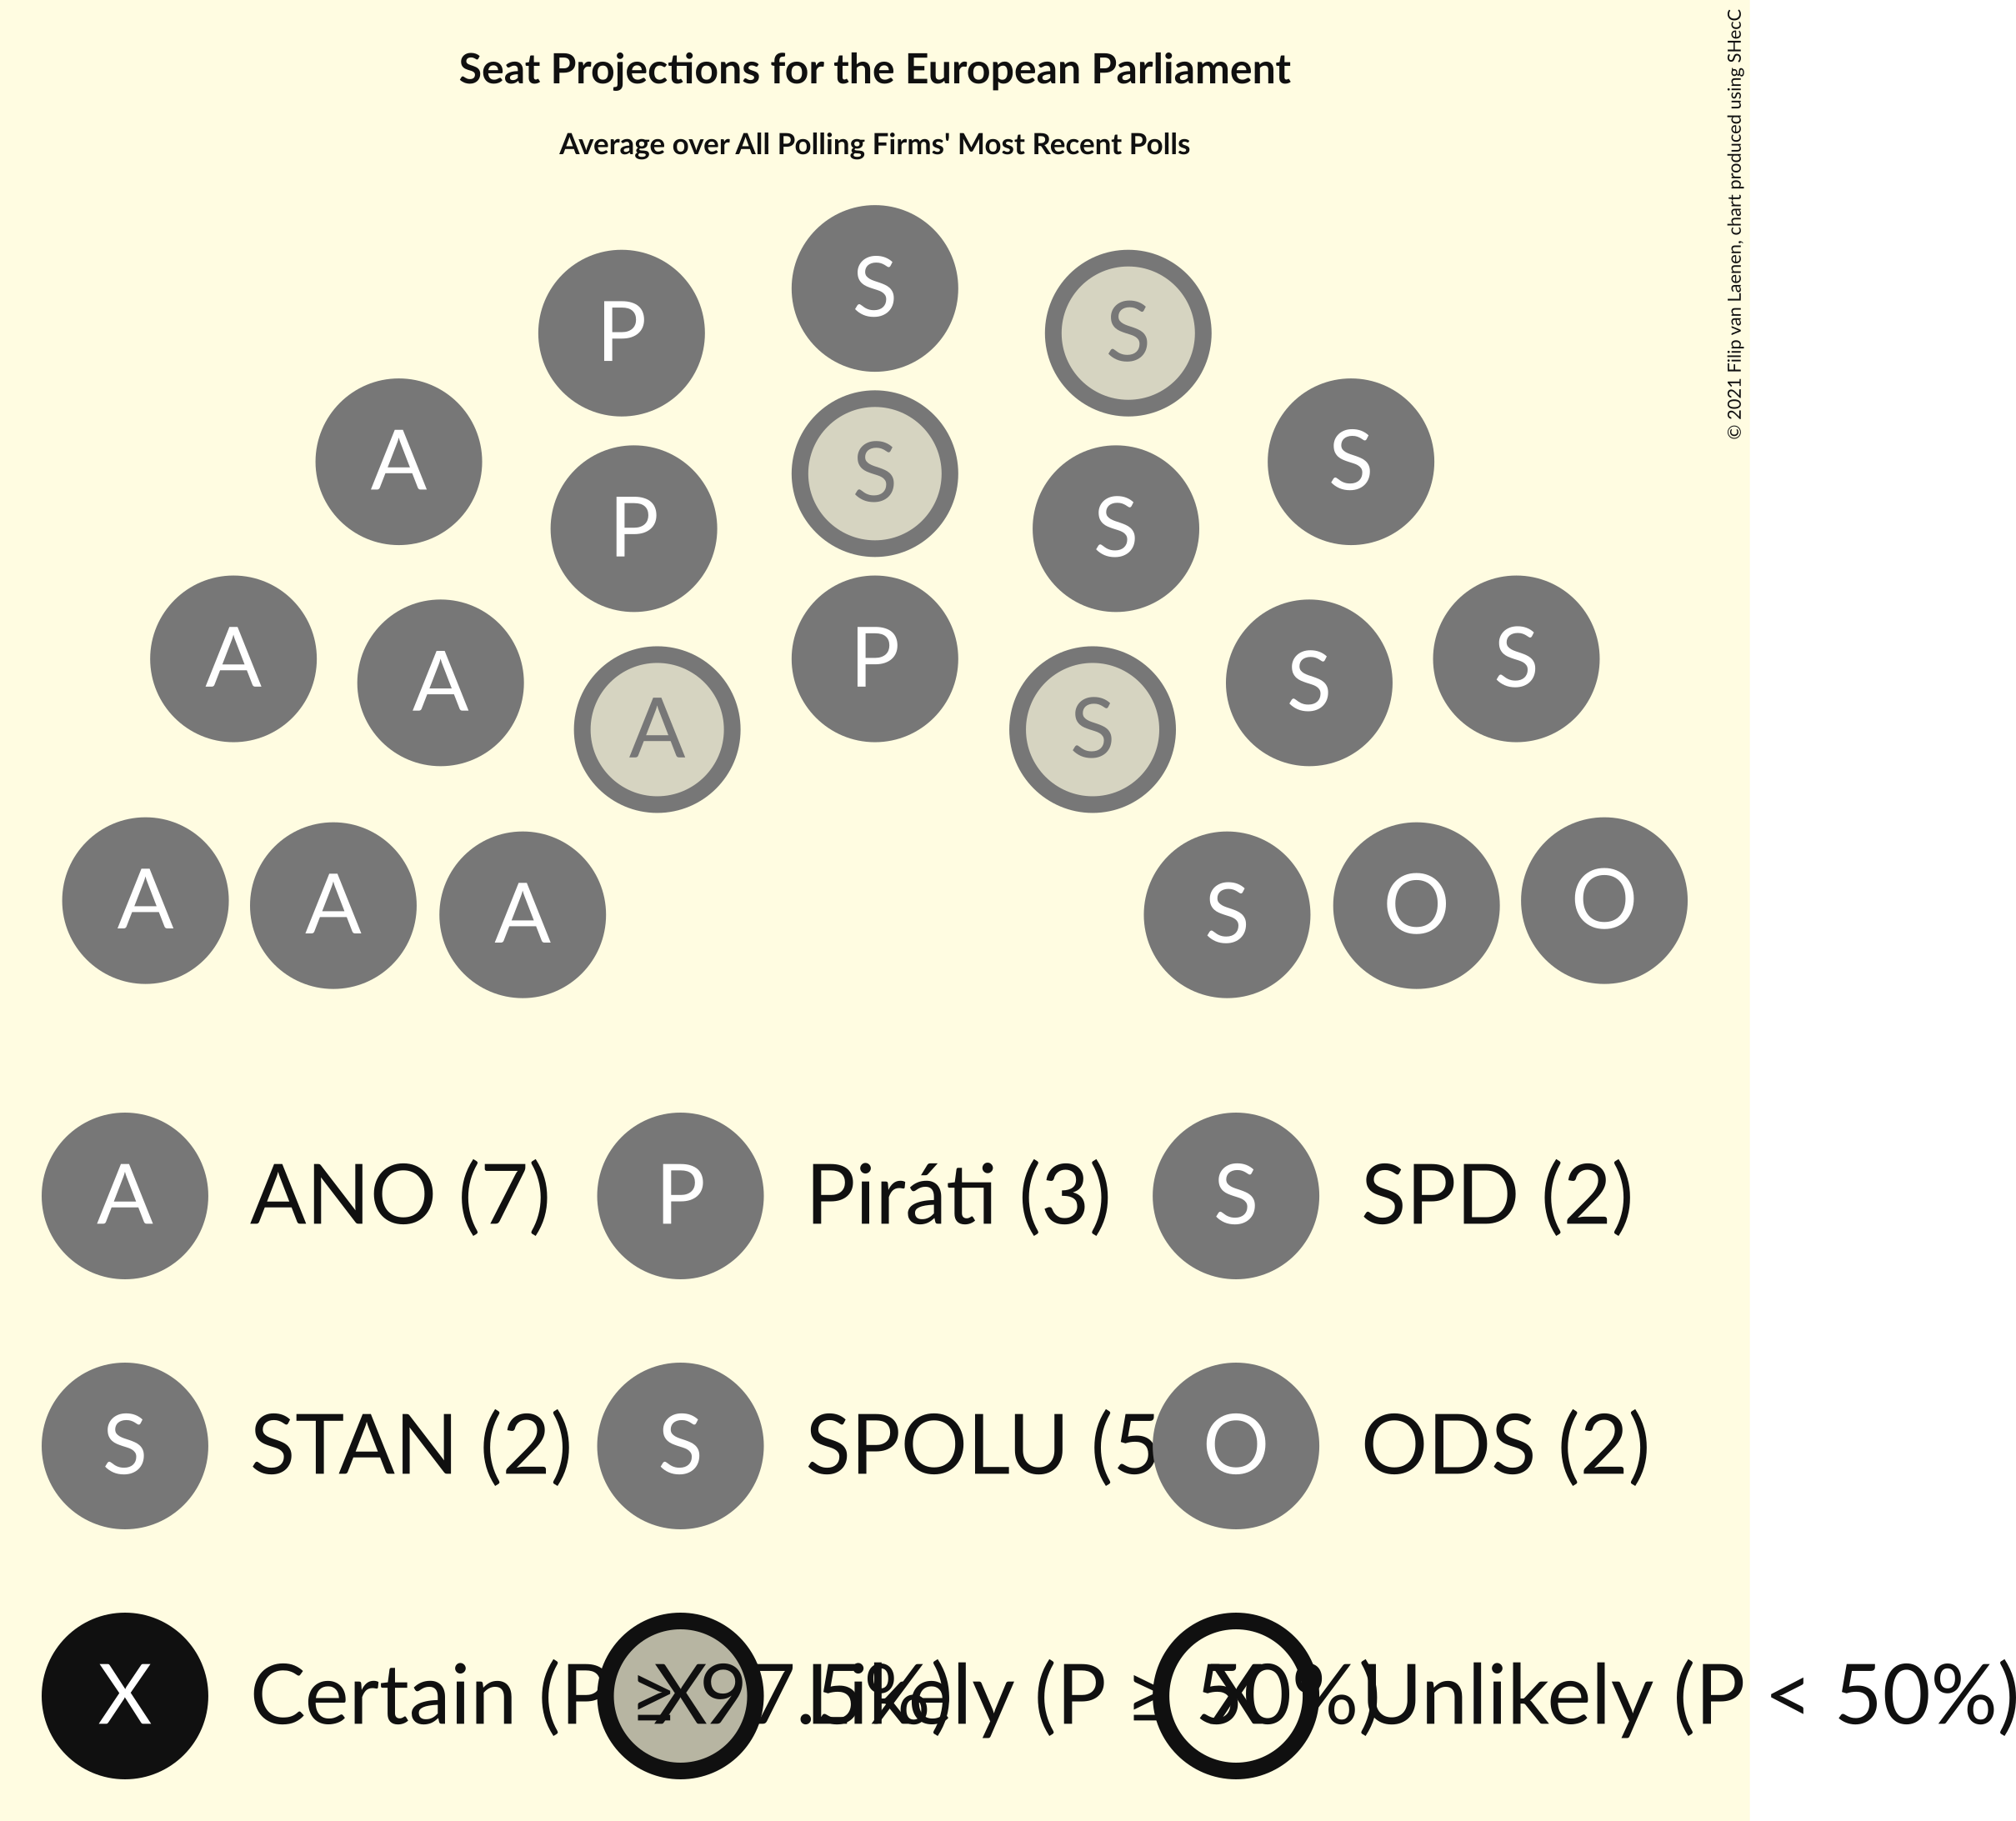 Seat Projections for the European Parliament
Average over All Polling Firms' Most Recent Polls
© 2021 Filip van Laenen, chart produced using SHecC
S
P S
A S S
P S
A S
A P S
A S
A S
A A
A S
O O
A ANO (7) P Piráti (3) S SPD (2)
S STAN (2) S SPOLU (5 O ODS (2)
X Certain (P ≥ 97.5%) X Likely (P ≥ 50%) X Unlikely (P < 50%)